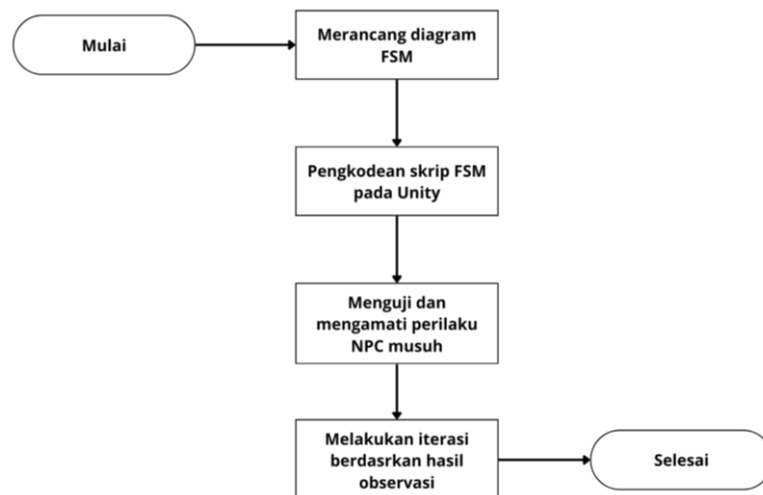 Mulai
Merancang diagram
FSM
Pengkodean skrip FSM
pada Unity
Menguji dan
mengamati perilaku
NPC musuh
Melakukan iterasi
berdasrkan hasil
observasi
Selesai